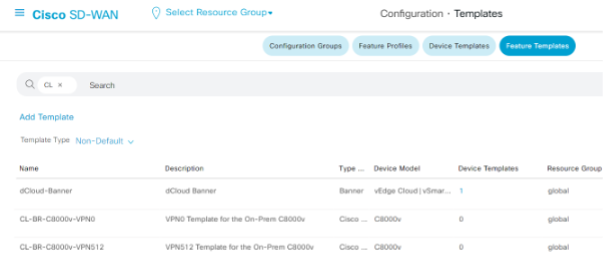 Cisco SD-WAN
Select Resource Group
Configuration · Templates
Configuration Groups
Feature Profiles
Device Templates
Feature Templates
CL ×
Search
Add Template
Template Type Non-Default
Name Description Type ... Device Model Device Templates Resource Group
dCloud-Banner dCloud Banner Banner vEdge Cloud|vSmar... 1 global
CL-BR-C8000v-VPN0 VPN0 Template for the On-Prem C8000v Cisco ... C8000v 0 global
CL-BR-C8000v-VPN512 VPN512 Template for the On-Prem C8000v Cisco ... C8000v 0 global